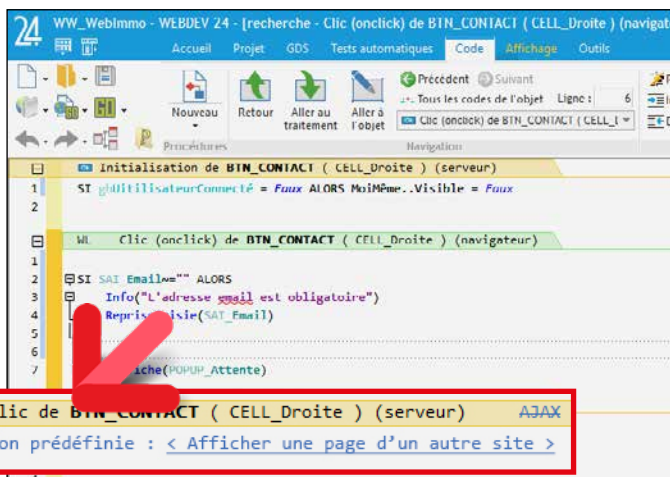 24 WW_WebImmo - WEBDEV 24 - [recherche - Clic (onclick) de BTN_CONTACT ( CELL_Droite ) (navigat
Accueil Projet GDS Tests automatiques Code Affichage Outils
Nouveau Retour Aller au traitement Aller à l'objet
Précédent Suivant
Tous les codes de l'objet Ligne : 6
Clic (onclick) de BTN_CONTACT ( CELL_
Procédures Navigation
Initialisation de BTN_CONTACT ( CELL_Droite ) (serveur)
1 SI gbUtilisateurConnecté = Faux ALORS MoiMême..Visible = Faux
2
WL Clic (onclick) de BTN_CONTACT ( CELL_Droite ) (navigateur)
1
2 SI SAI_Email~="" ALORS
3 Info("L'adresse email est obligatoire")
4 (SAI_Email)
5
6
7 iche(POPUP_Attente)
lic de BTN_CONTACT ( CELL_Droite ) (serveur) AJAX
on prédéfinie : < Afficher une page d'un autre site >